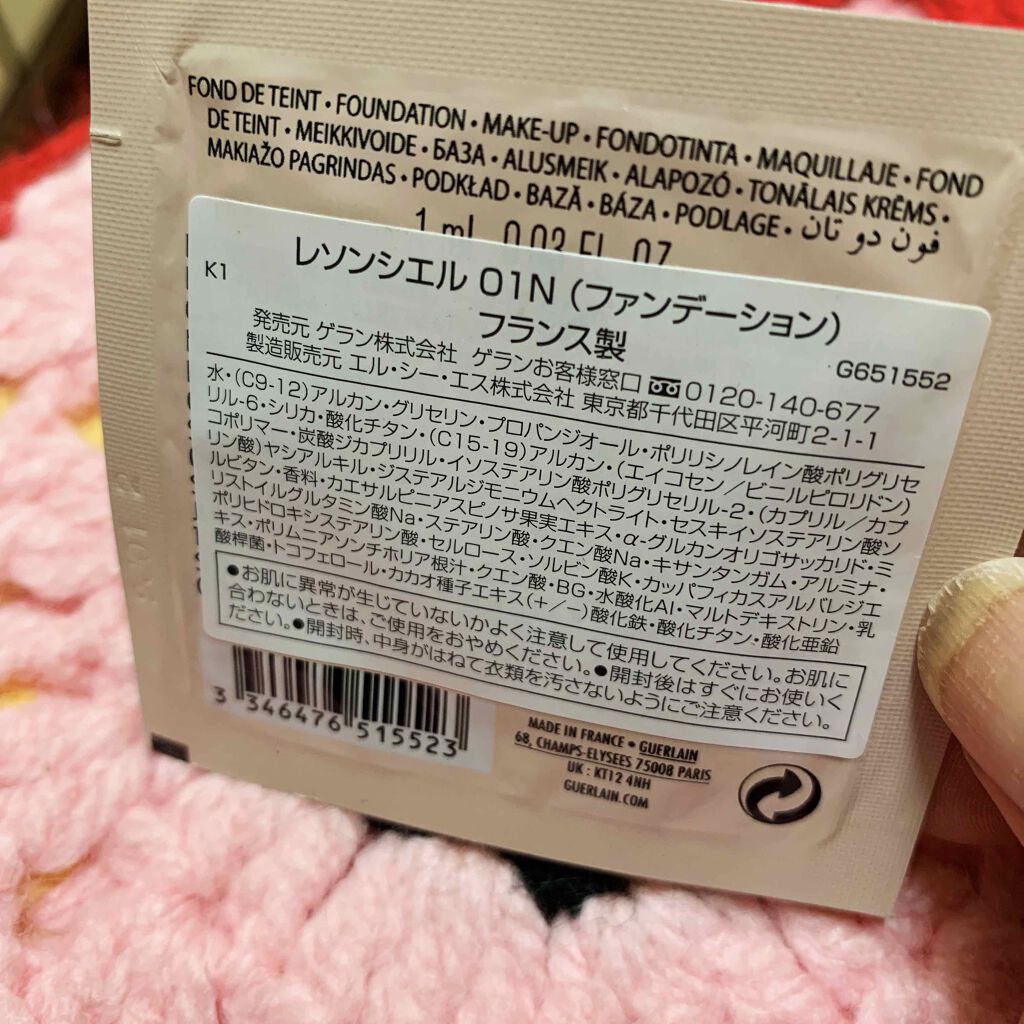 FOND DE TEINT • FOUNDATION • MAKE-UP • FONDOTINTA • MAQUILLAJE • FOND
DE TEINT • MEIKKIVOIDE • БАЗА • ALUSMEIK • ALAPOZÓ • TONĀLAIS KRĒMS •
MAKIAŽO PAGRINDAS • PODKŁAD • BAZĂ • BÁZA • PODLAGE • فون دو تان
1 ml 0.02 FL. OZ
K1
レソンシエル 01N (ファンデーション)
フランス製
G651552
発売元 ゲラン株式会社 ゲランお客様窓口 0120-140-677
製造販売元 エル・シー・エス株式会社 東京都千代田区平河町2-1-1
水・(C9-12)アルカン・グリセリン・プロパンジオール・ポリリシノレイン酸ポリグリセ
リル-6・シリカ・酸化チタン・(C15-19)アルカン・(エイコセン/ビニルピロリドン)
コポリマー・炭酸ジカプリリル・イソステアリン酸ポリグリセリル-2・(カプリル/カプ
リン酸)ヤシアルキル・ジステアルジモニウムヘクトライト・セスキイソステアリン酸ソ
ルビタン・香料・カエサルピニアスピノサ果実エキス・α-グルカンオリゴサッカリド・ミ
リストイルグルタミン酸Na・ステアリン酸・クエン酸Na・キサンタンガム・アルミナ・
ポリヒドロキシステアリン酸・セルロース・ソルビン酸K・カッパフィカスアルバレジエ
キス・ポリムニアソンチホリア根汁・クエン酸・BG・水酸化Al・マルトデキストリン・乳
酸桿菌・トコフェロール・カカオ種子エキス(+/-)酸化鉄・酸化チタン・酸化亜鉛
●お肌に異常が生じていないかよく注意して使用してください。お肌に
合わないときは、ご使用をおやめください。●開封後はすぐにお使いく
ださい。●開封時、中身がはねて衣類を汚さないようにご注意ください。
3 346476 515523
MADE IN FRANCE • GUERLAIN
68, CHAMPS-ELYSEES 75008 PARIS
UK : KT12 4NH
GUERLAIN.COM